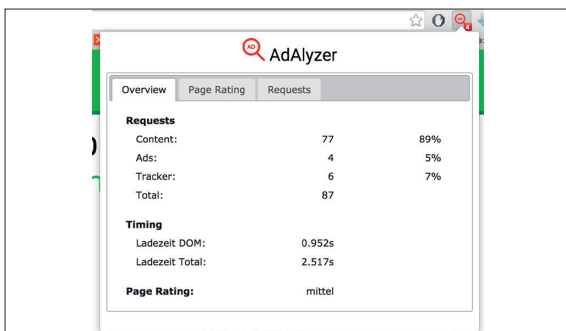 AD AdAlyzer
Overview Page Rating Requests
Requests
Content: 77 89%
Ads: 4 5%
Tracker: 6 7%
Total: 87
Timing
Ladezeit DOM: 0.952s
Ladezeit Total: 2.517s
Page Rating: mittel